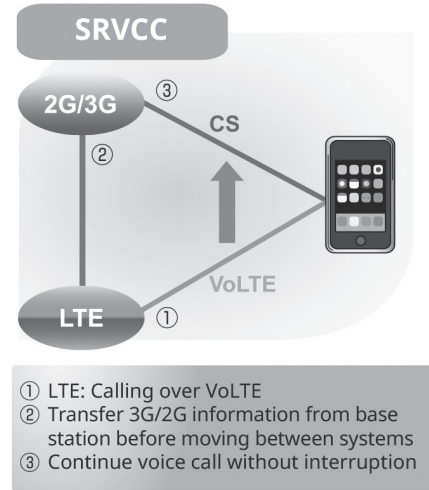 SRVCC
2G/3G
③
CS
②
VoLTE
LTE
①
① LTE: Calling over VoLTE
② Transfer 3G/2G information from base
station before moving between systems
③ Continue voice call without interruption